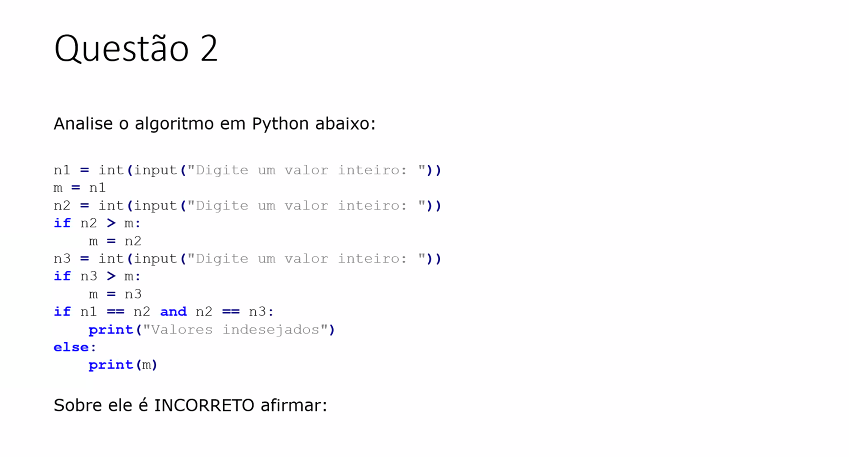 Questão 2
Analise o algoritmo em Python abaixo:
n1 = int(input("Digite um valor inteiro: "))
m = n1
n2 = int(input("Digite um valor inteiro: "))
if n2 > m:
    m = n2
n3 = int(input("Digite um valor inteiro: "))
if n3 > m:
    m = n3
if n1 == n2 and n2 == n3:
    print("Valores indesejados")
else:
    print(m)
Sobre ele é INCORRETO afirmar: